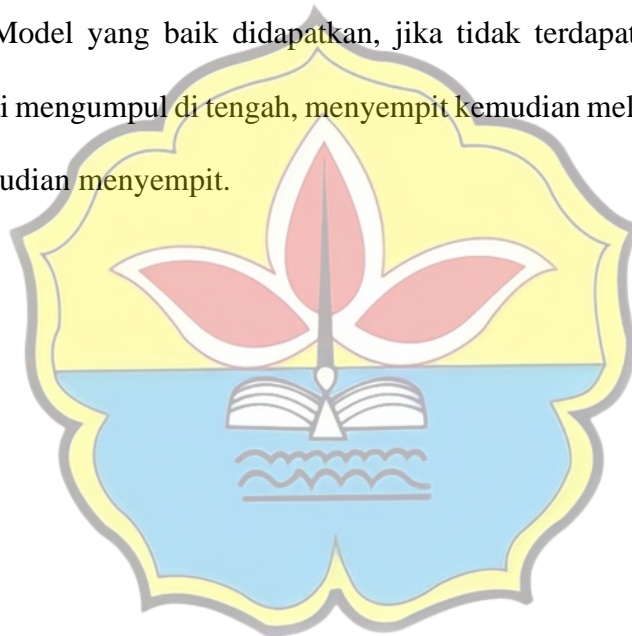 Model yang baik didapatkan, jika tidak terdapat
i mengumpul di tengah, menyempit kemudian mel
udian menyempit.